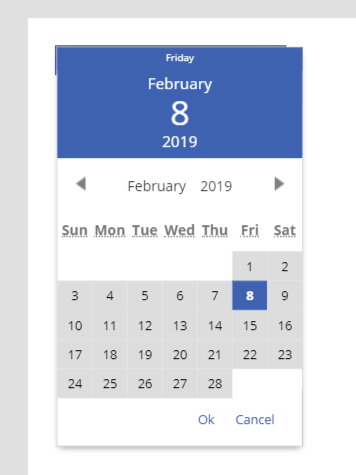 Friday
February
8
2019
February 2019
Sun Mon Tue Wed Thu Fri Sat
1 2
3 4 5 6 7 8 9
10 11 12 13 14 15 16
17 18 19 20 21 22 23
24 25 26 27 28
Ok Cancel